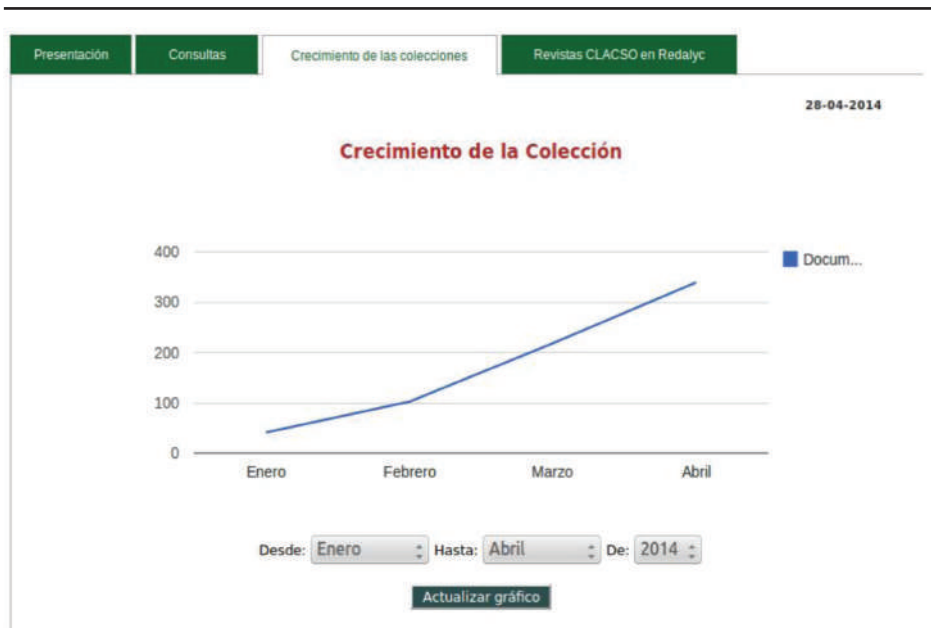 Presentación Consultas Crecimiento de las colecciones Revistas CLACSO en Redalyc
28-04-2014
Crecimiento de la Colección
400
Docum...
300
200
100
0
Enero Febrero Marzo Abril
Desde: Enero Hasta: Abril De: 2014
Actualizar gráfico